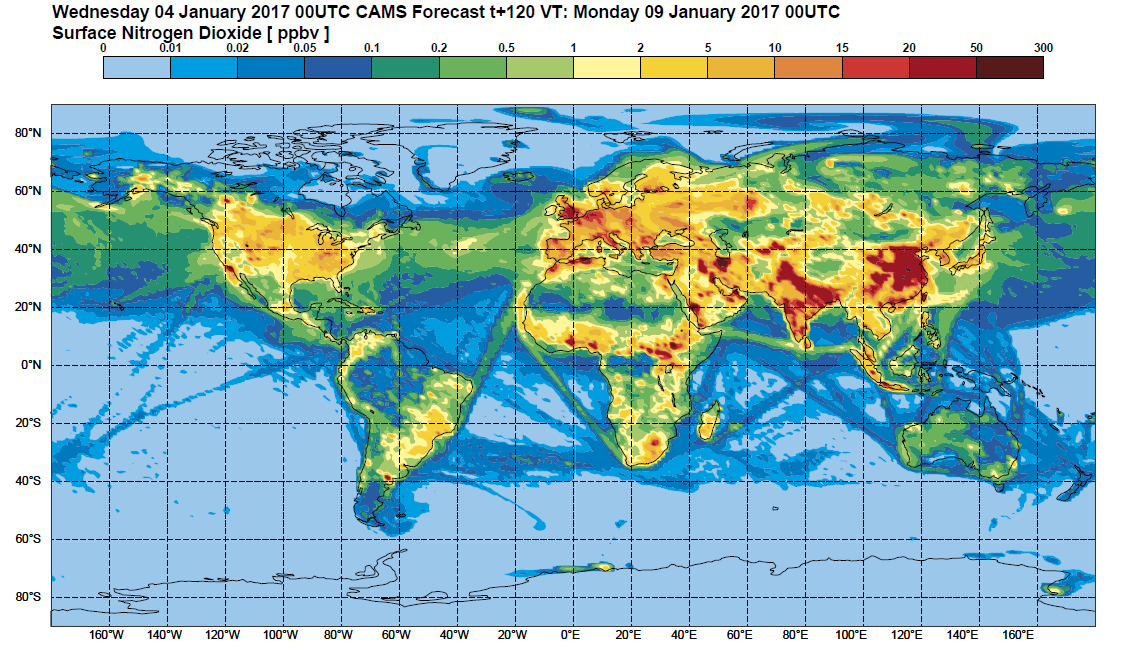 Wednesday 04 January 2017 00UTC CAMS Forecast t+120 VT: Monday 09 January 2017 00UTC
Surface Nitrogen Dioxide [ ppbv ]
0 0.01 0.02 0.05 0.1 0.2 0.5 1 2 5 10 15 20 50 300
80°N
60°N
40°N
20°N
0°N
20°S
40°S
60°S
80°S
160°W 140°W 120°W 100°W 80°W 60°W 40°W 20°W 0°E 20°E 40°E 60°E 80°E 100°E 120°E 140°E 160°E